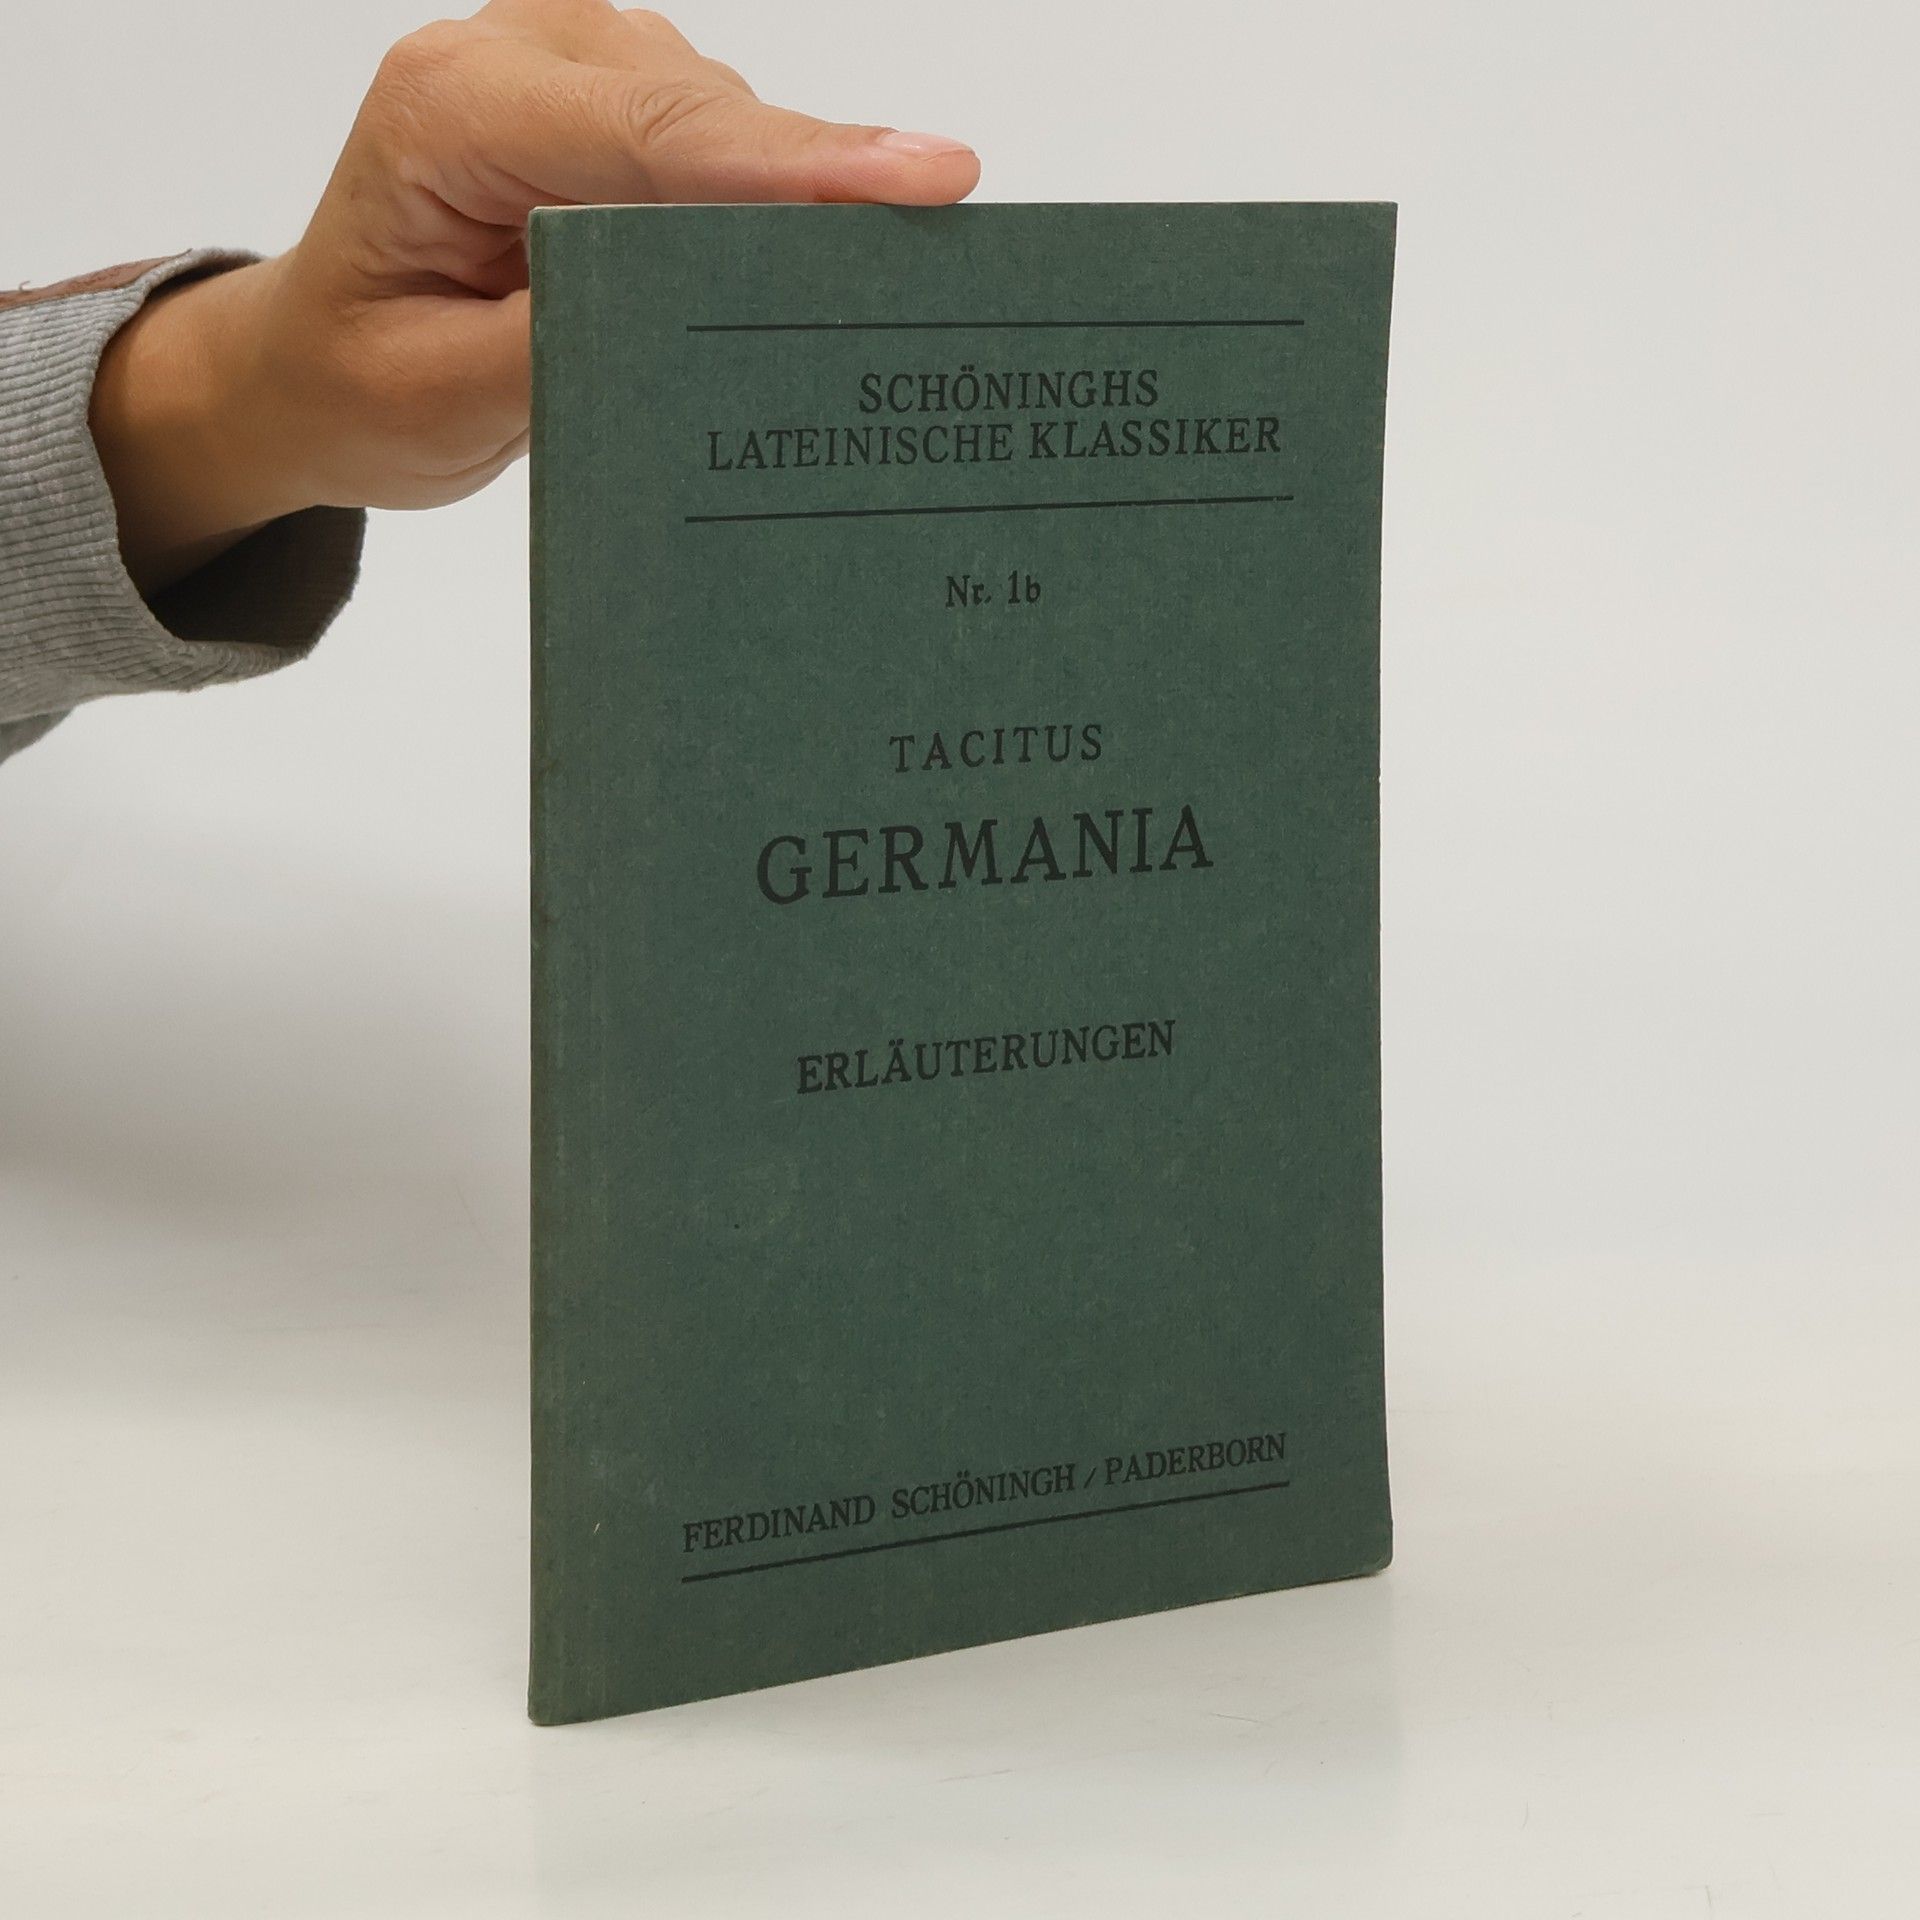 SCHÖNINGHS
LATEINISCHE KLASSIKER
Nr. 1b
TACITUS
GERMANIA
ERLÄUTERUNGEN
FERDINAND SCHÖNINGH / PADERBORN